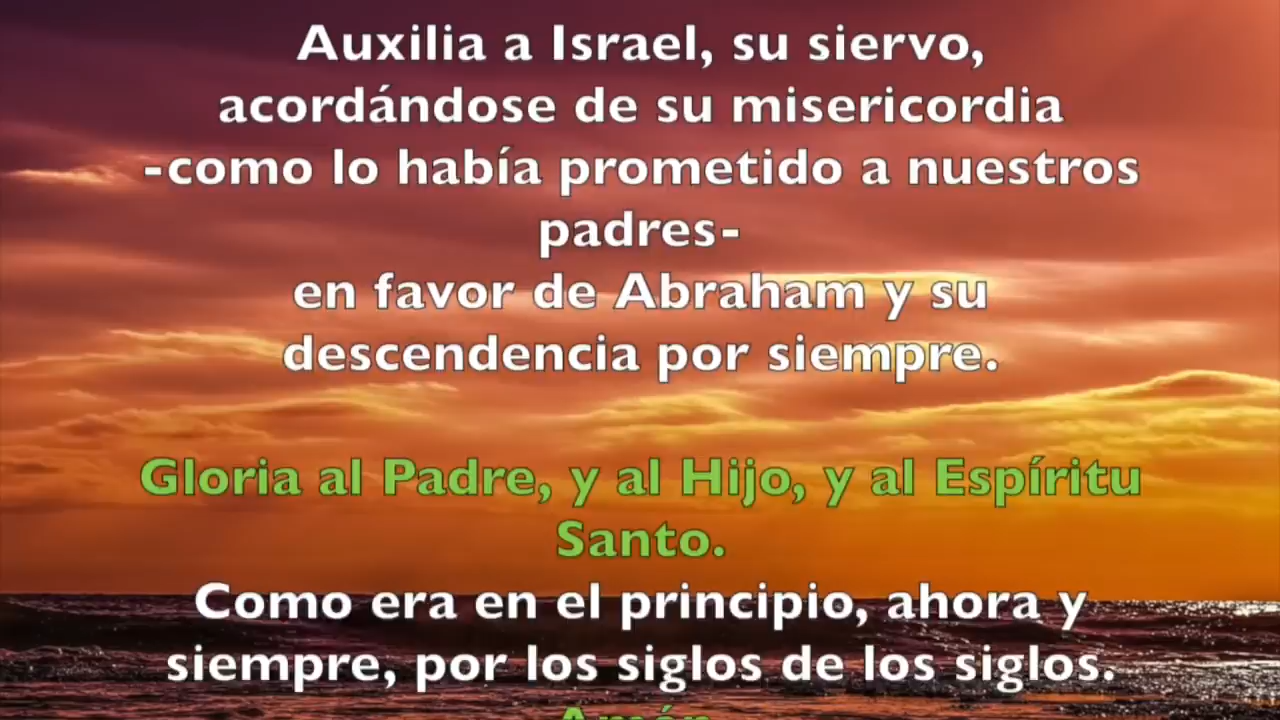 Auxilia a Israel, su siervo,
acordándose de su misericordia
-como lo había prometido a nuestros
padres-
en favor de Abraham y su
descendencia por siempre.
Gloria al Padre, y al Hijo, y al Espíritu
Santo.
Como era en el principio, ahora y
siempre, por los siglos de los siglos.
Amén.